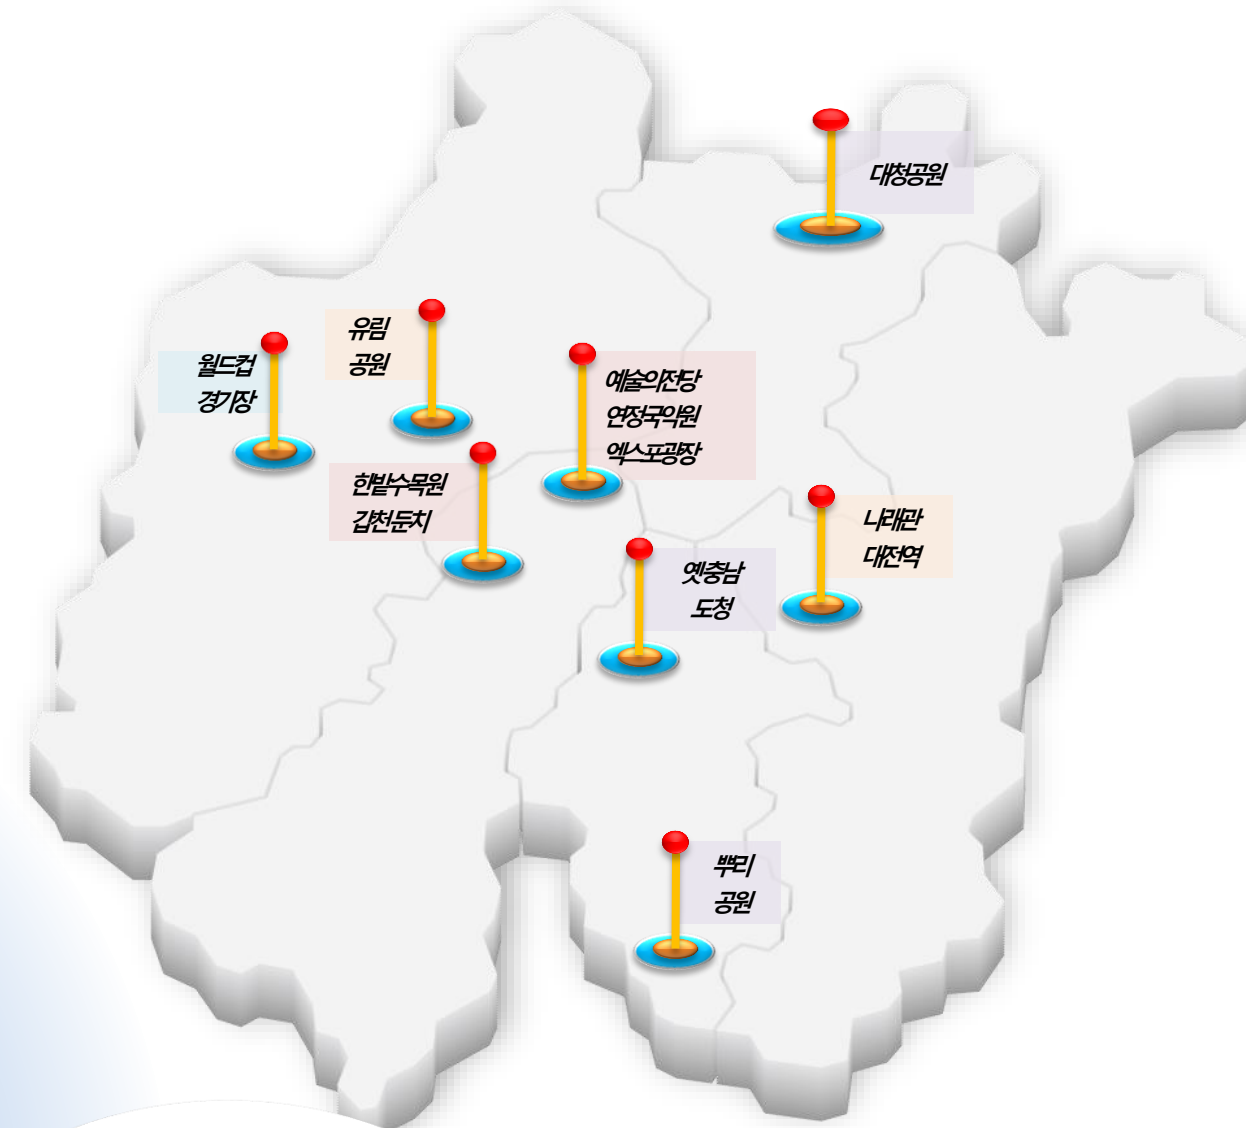 대청공원
유림
공원
월드컵
경기장
예술의전당
연정국악원
엑스포광장
한밭수목원
갑천둔치
나래관
대전역
옛충남
도청
뿌리
공원